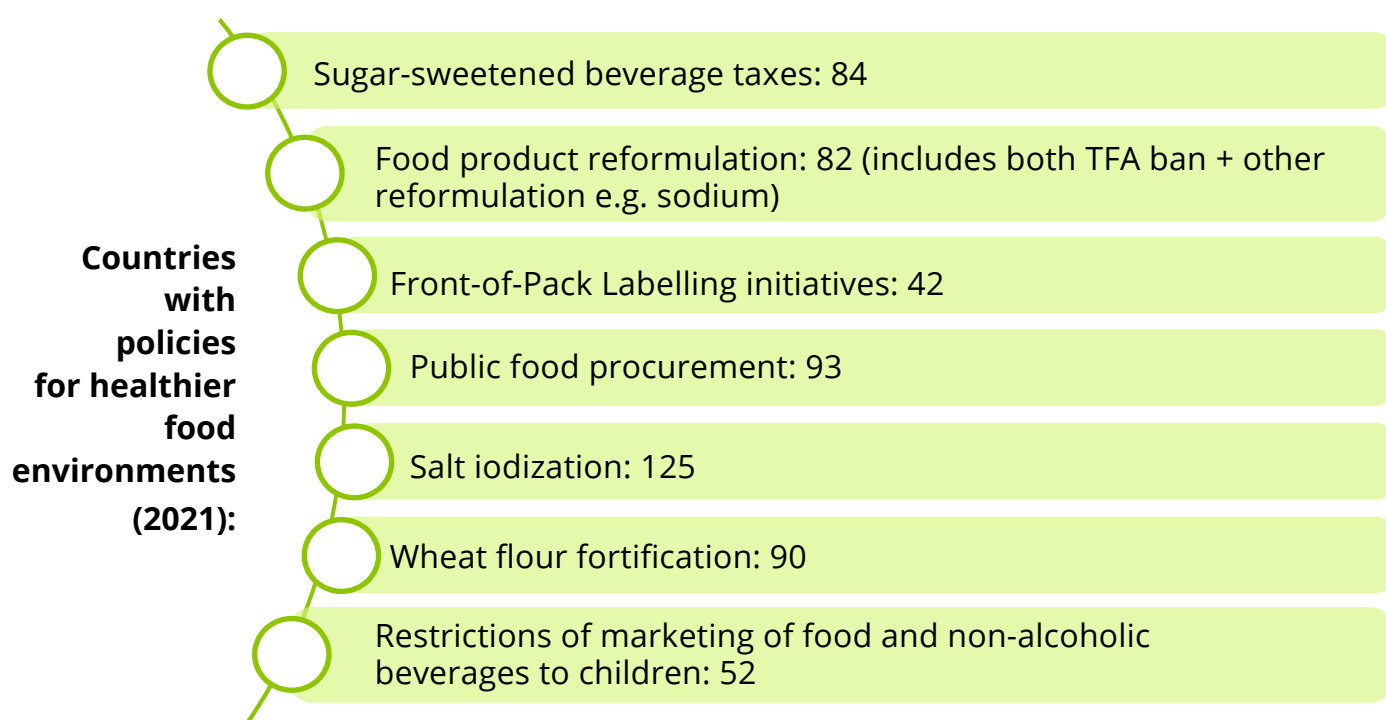 Countries
with
policies
for healthier
food
environments
(2021):
Sugar-sweetened beverage taxes: 84
Food product reformulation: 82 (includes both TFA ban + other
reformulation e.g. sodium)
Front-of-Pack Labelling initiatives: 42
Public food procurement: 93
Salt iodization: 125
Wheat flour fortification: 90
Restrictions of marketing of food and non-alcoholic
beverages to children: 52